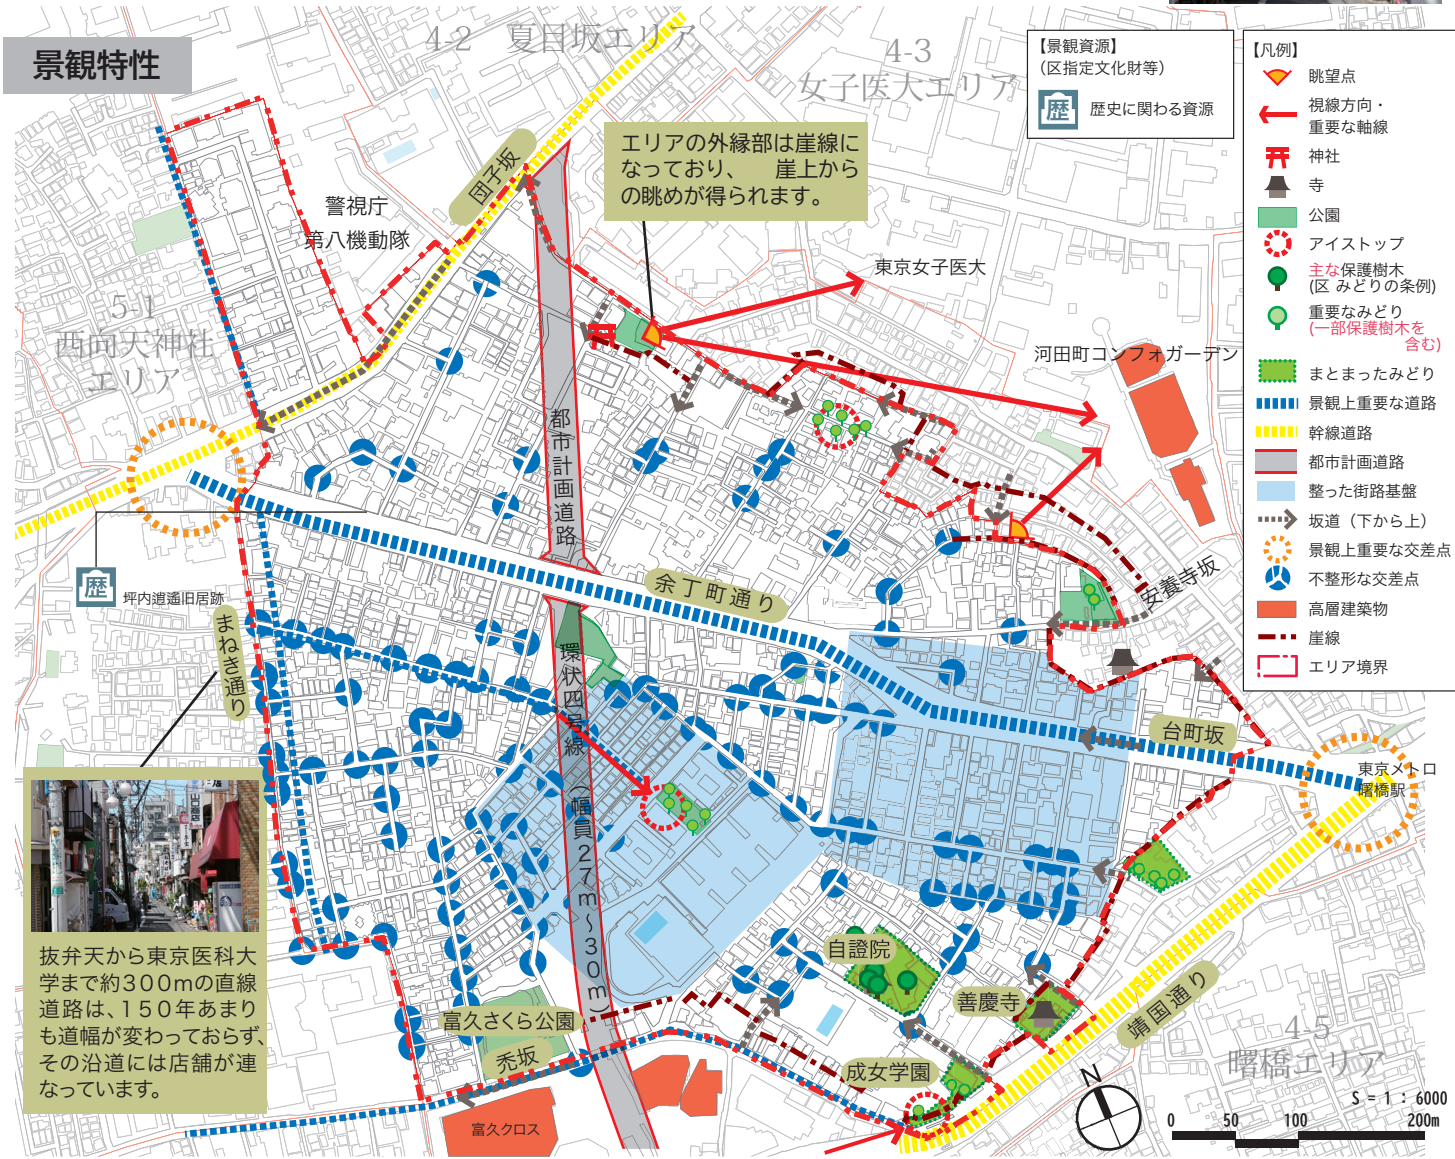 景観特性
4-2 夏目坂エリア
4-3
女子医大エリア
【景観資源】
(区指定文化財等)
歴
歴史に関わる資源
【凡例】
眺望点
視線方向・
重要な軸線
神社
寺
公園
アイストップ
主な保護樹木
(区 みどりの条例)
重要なみどり
(一部保護樹木を
含む)
まとまったみどり
景観上重要な道路
幹線道路
都市計画道路
整った街路基盤
坂道（下から上）
景観上重要な交差点
不整形な交差点
高層建築物
崖線
エリア境界
エリアの外縁部は崖線に
なっており、 崖上から
の眺めが得られます。
団子坂
警視庁
第八機動隊
5-1
西向天神社
エリア
東京女子医大
河田町コンフォガーデン
都市計画道路
余丁町通り
安養寺坂
歴
坪内逍遥旧居跡
まねき通り
環状四号線（幅員27m～30m）
台町坂
東京メトロ
曙橋駅
抜弁天から東京医科大
学まで約300mの直線
道路は、150年あまり
も道幅が変わっておらず、
その沿道には店舗が連
なっています。
自證院
善慶寺
靖国通り
富久さくら公園
禿坂
成女学園
4-5
曙橋エリア
富久クロス
N
S = 1 : 6000
0 50 100 200m